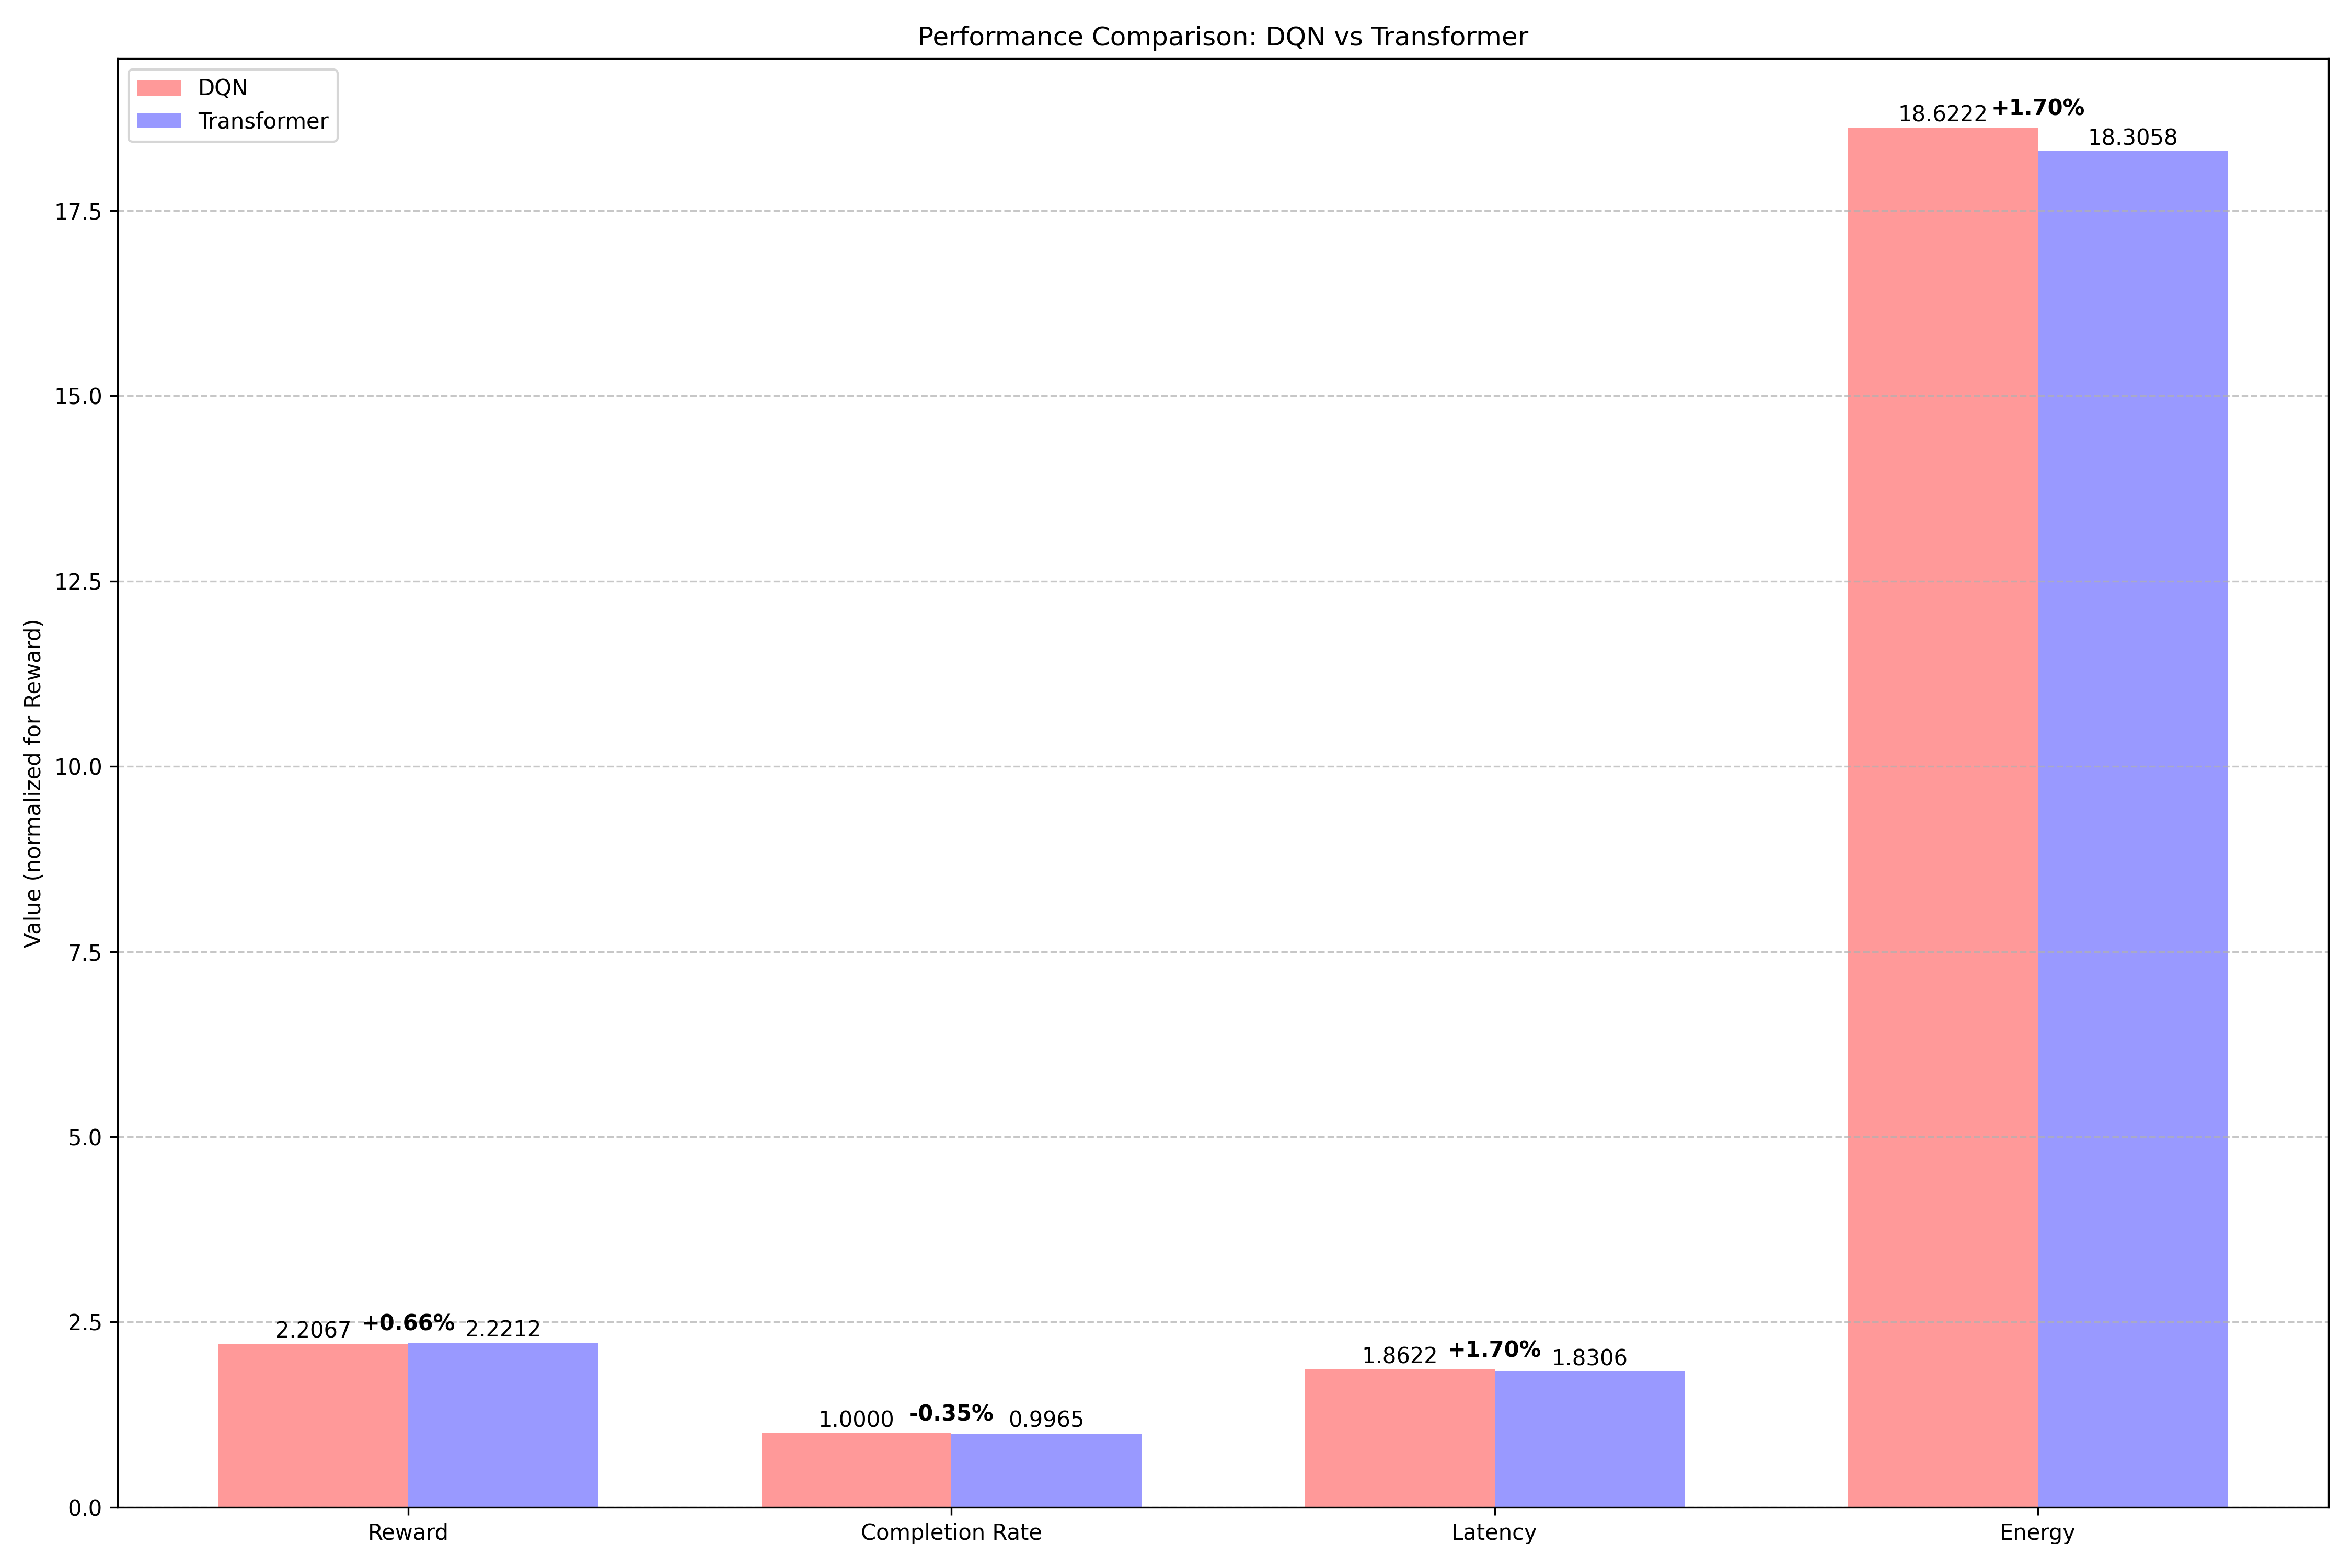 Performance Comparison: DQN vs Transformer
DQN
Transformer
Value (normalized for Reward)
17.5
15.0
12.5
10.0
7.5
5.0
2.5
0.0
2.2067 +0.66% 2.2212
1.0000 -0.35% 0.9965
1.8622 +1.70% 1.8306
18.6222 +1.70%
18.3058
Reward Completion Rate Latency Energy